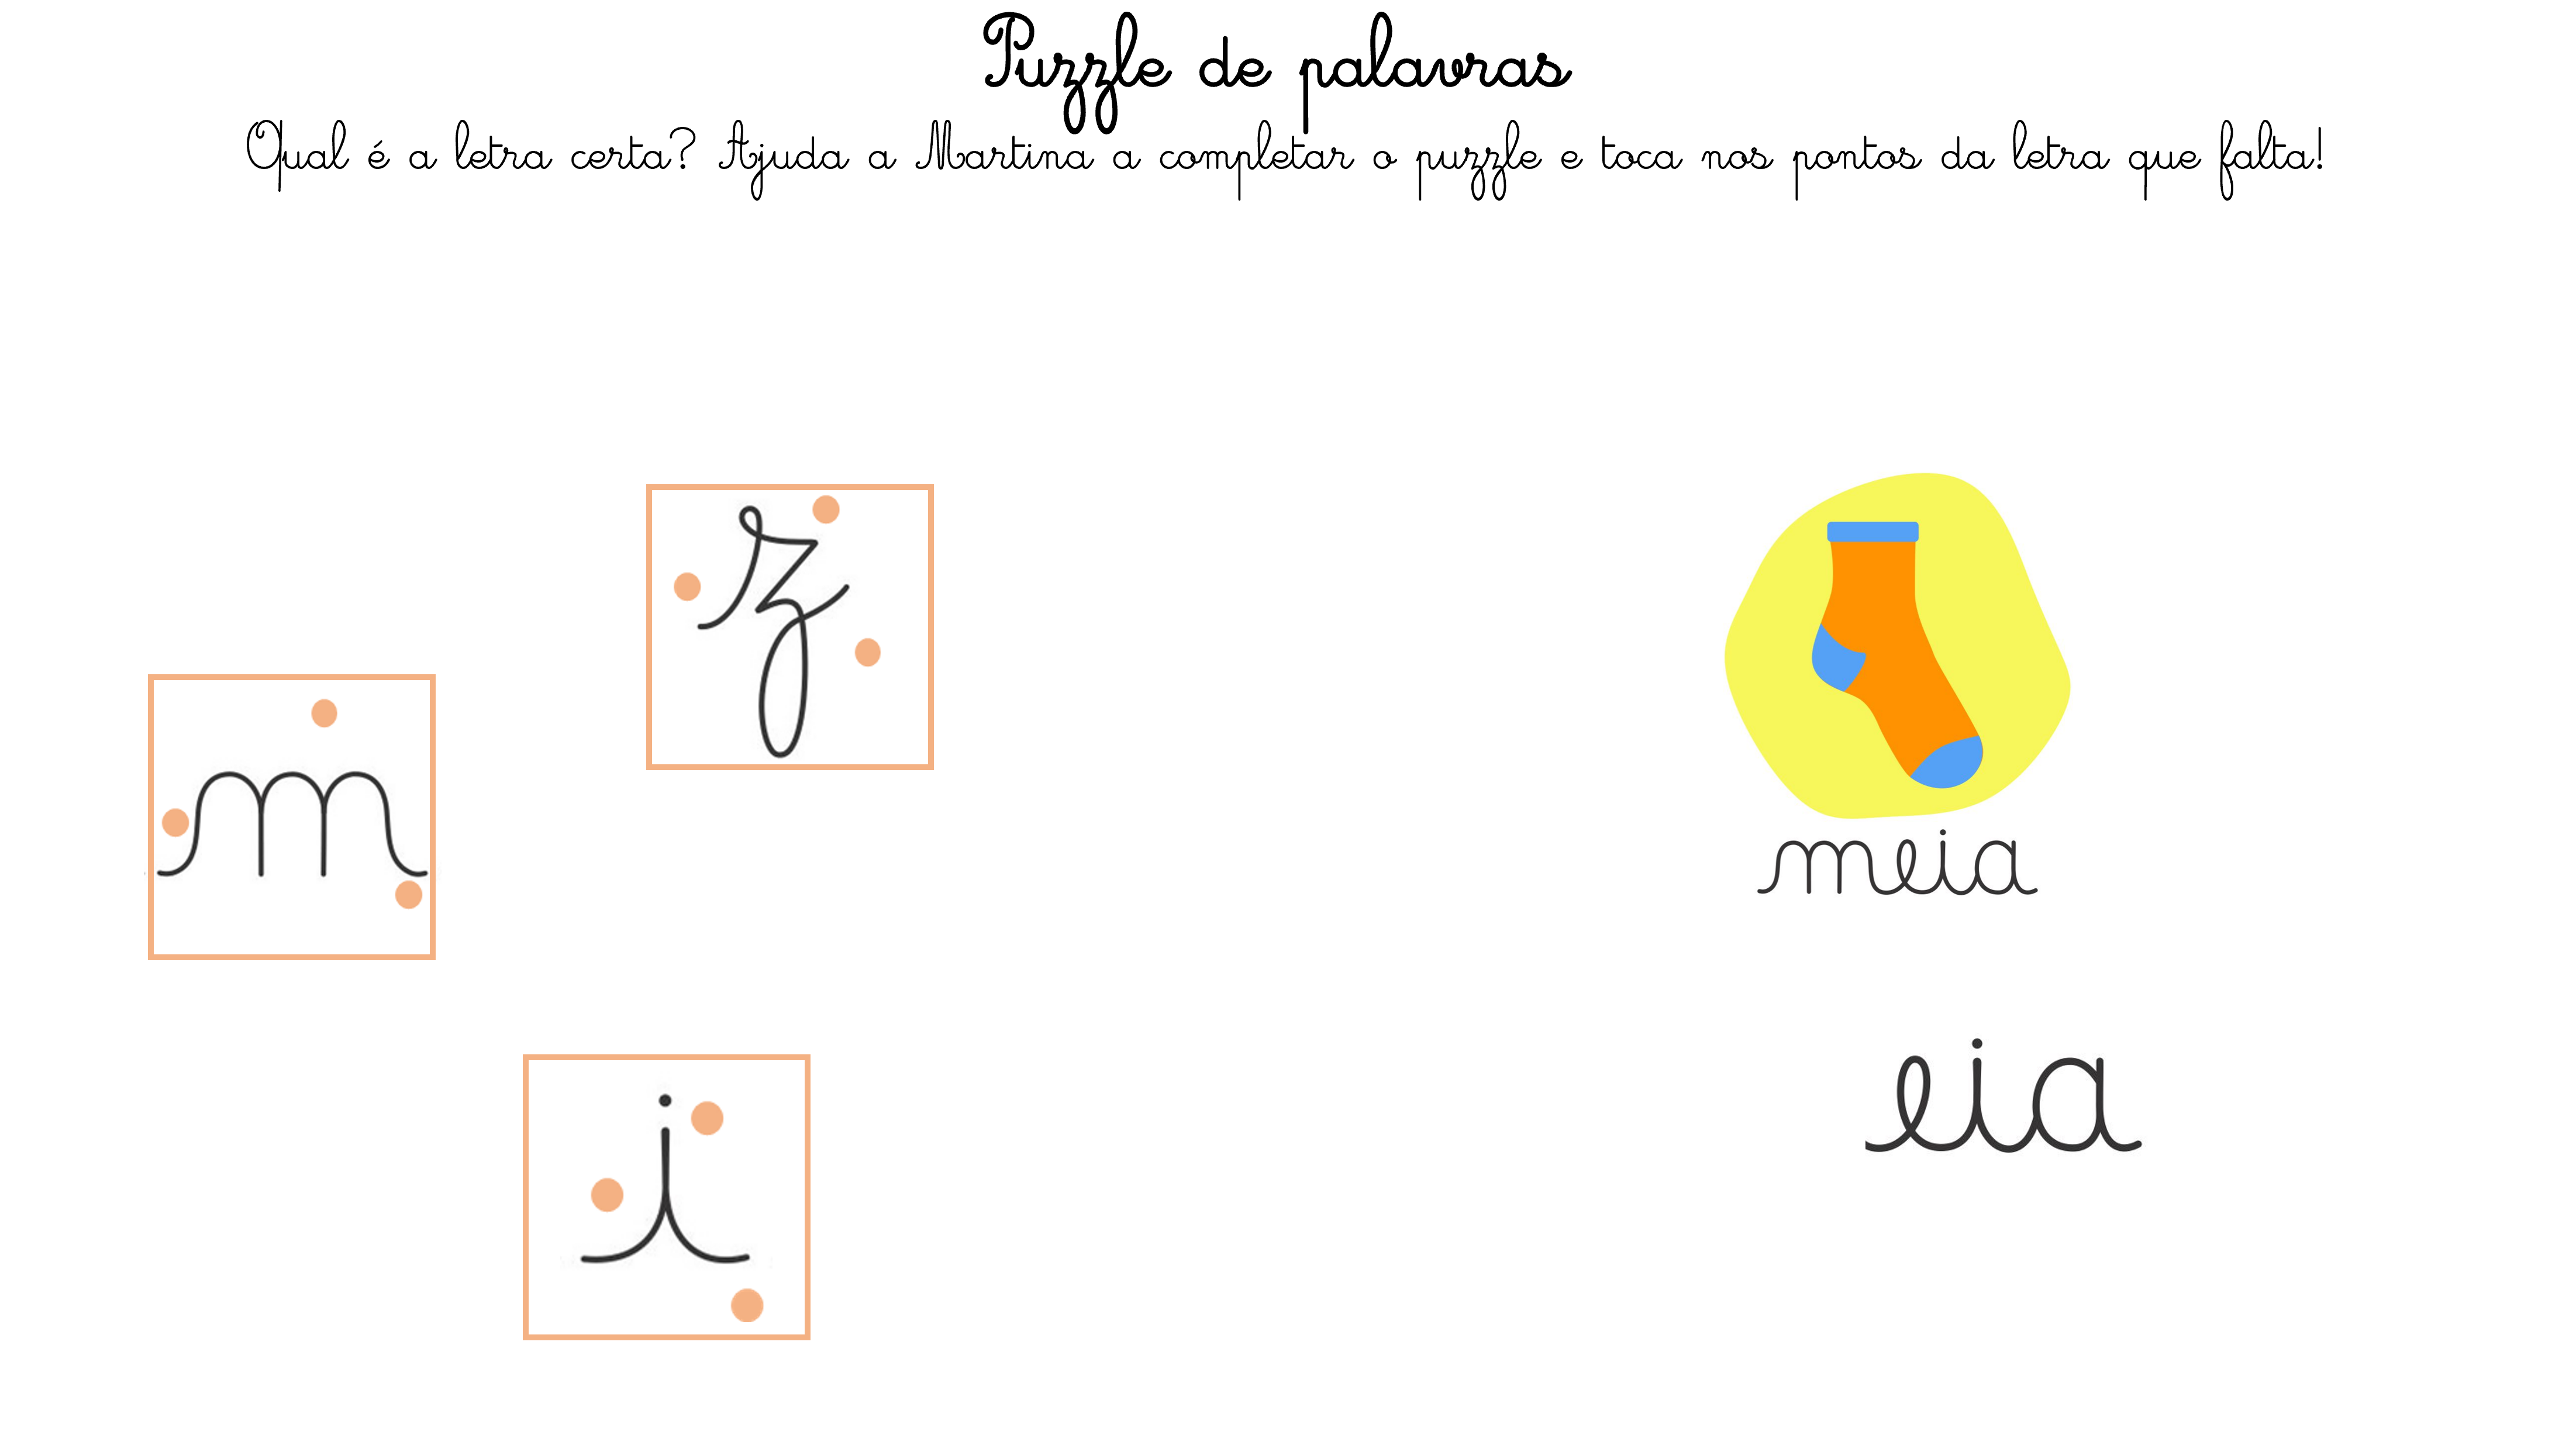 Puzzle de palavras
Qual é a letra certa? Ajuda a Martina a completar o puzzle e toca nos pontos da letra que falta!
z
m
meia
i
eia